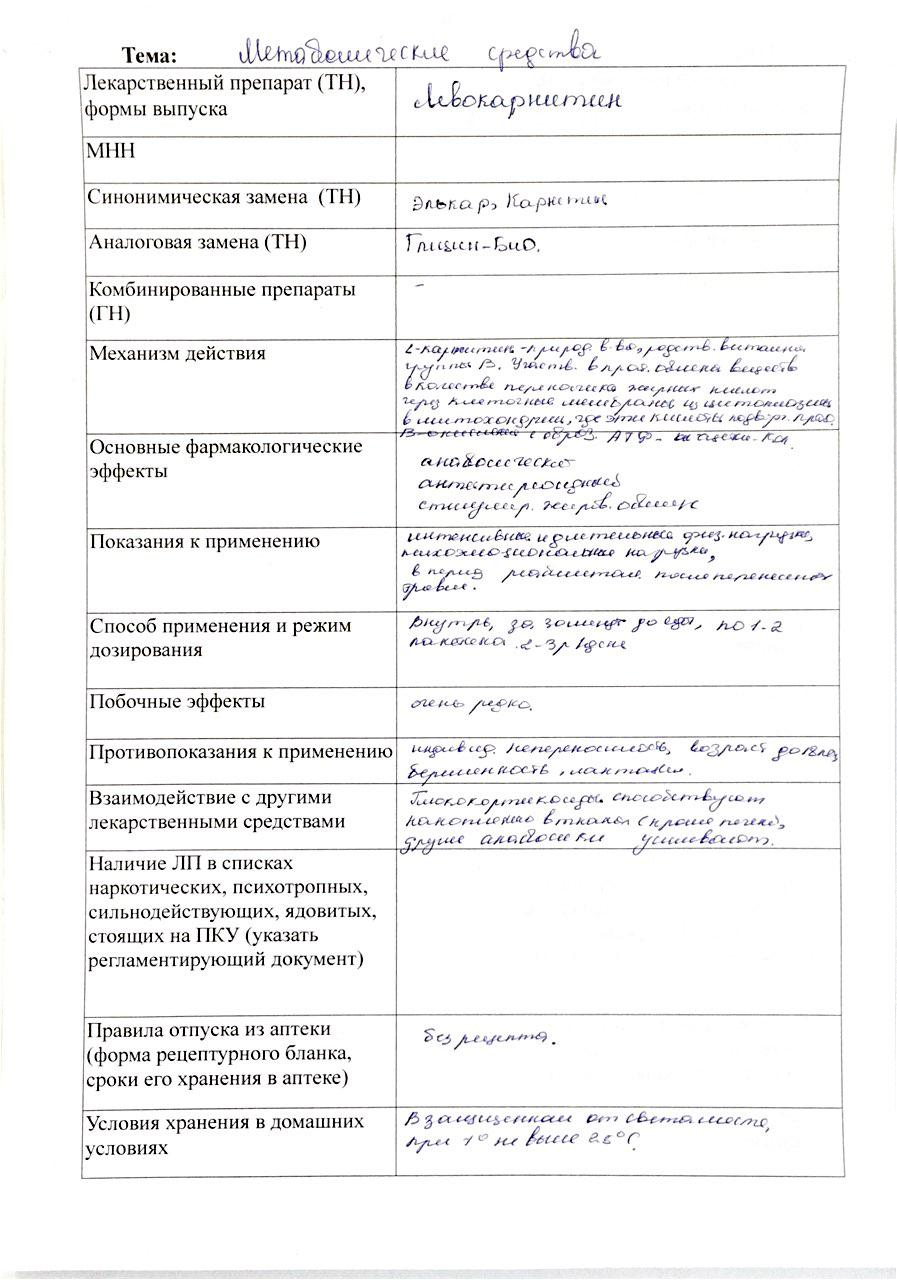 Тема: Метаболические средства
Лекарственный препарат (ТН),
формы выпуска
Левокарнитин
МНН
Синонимическая замена (ТН)
Элькар, Карнитин
Аналоговая замена (ТН)
Глицин-Био.
Комбинированные препараты
(ГН)
-
Механизм действия
L-карнитин - природ. в-во, родств. витамина
группы В. Участв. в проц. обмена веществ
в качестве переносчика жирных кислот
через клеточные мембраны из цитоплазмы
в митохондрии, где эти кислоты подверг. проц.
В-окисления с образ. АТФ
Основные фармакологические
эффекты
анаболический
антитиреоидный
стимулир. жиров. обмен
Показания к применению
интенсивные и длительные физ. нагрузки,
психоэмоциональные нагрузки,
в период после перенесенных
травм.
Способ применения и режим
дозирования
Внутрь, за 30 минут до еды, по 1-2
2-3 р/день
Побочные эффекты
очень редко.
Противопоказания к применению
индивид. непереносимость, возраст до
беременность, лактация.
Взаимодействие с другими
лекарственными средствами
Глюкокортикоиды способствуют
накоплению в тканях (кроме печени),
другие анаболики усиливают.
Наличие ЛП в списках
наркотических, психотропных,
сильнодействующих, ядовитых,
стоящих на ПКУ (указать
регламентирующий документ)
Правила отпуска из аптеки
(форма рецептурного бланка,
сроки его хранения в аптеке)
без рецепта.
Условия хранения в домашних
условиях
В защищенном от света месте,
при t° не выше 25°C.